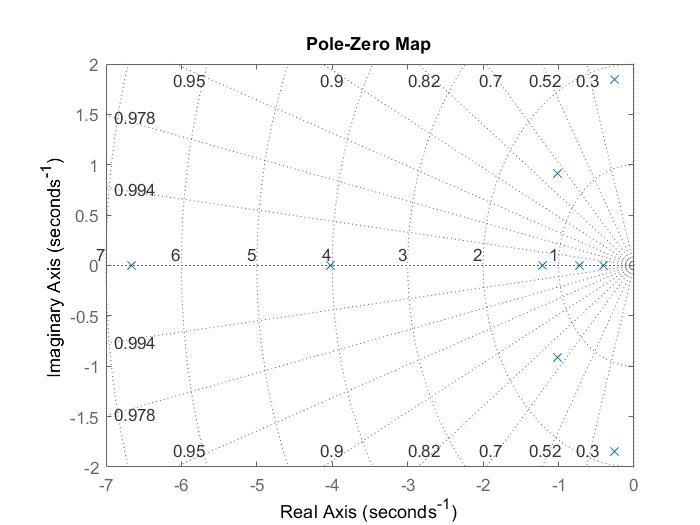 Pole-Zero Map
2
0.95 0.9 0.82 0.7 0.52 0.3
1.5 0.978
1
0.994
0.5
7 6 5 4 3 2 1
0
-0.5
0.994
-1
0.978
-1.5
0.95 0.9 0.82 0.7 0.52 0.3
-2
-7 -6 -5 -4 -3 -2 -1 0
Real Axis (seconds⁻¹)
Imaginary Axis (seconds⁻¹)